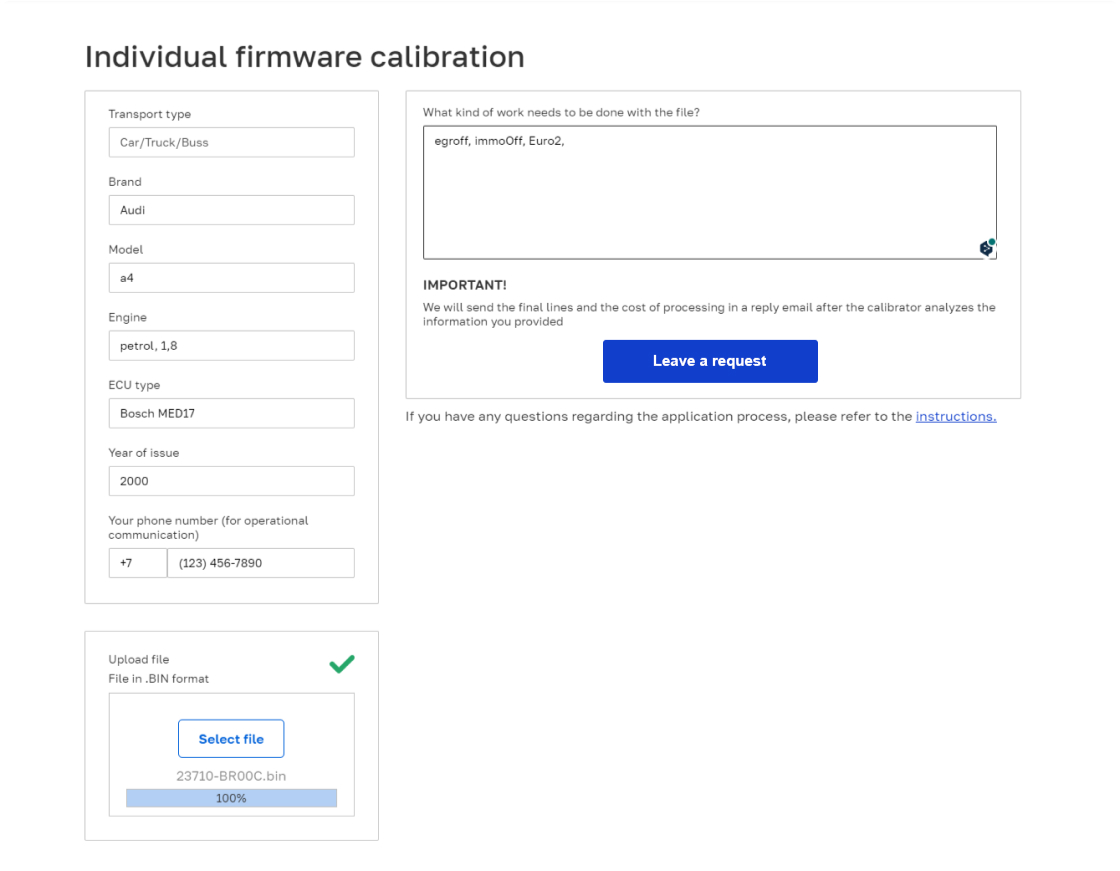 Individual firmware calibration
Transport type
Car/Truck/Buss
Brand
Audi
Model
a4
Engine
petrol, 1,8
ECU type
Bosch MED17
Year of issue
2000
Your phone number (for operational
communication)
+7 (123) 456-7890
Upload file
File in .BIN format
Select file
23710-BR00C.bin
100%
What kind of work needs to be done with the file?
egroff, immoOff, Euro2,
IMPORTANT!
We will send the final lines and the cost of processing in a reply email after the calibrator analyzes the
information you provided
Leave a request
If you have any questions regarding the application process, please refer to the instructions.